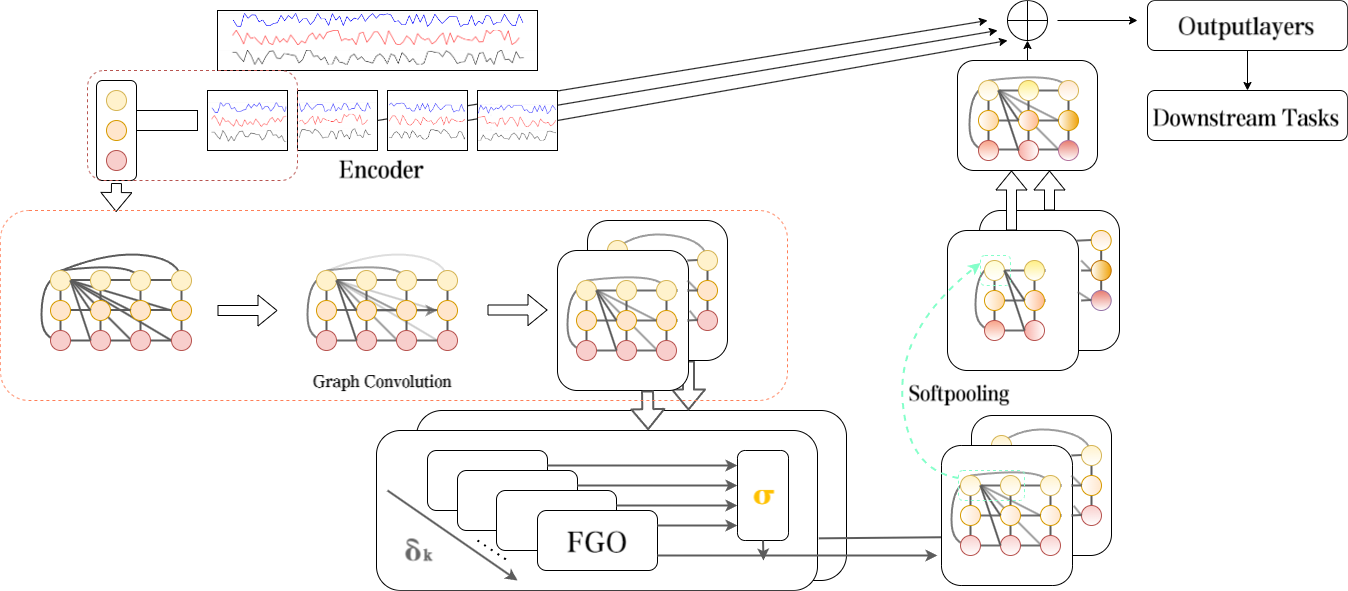 Outputlayers
Downstream Tasks
Encoder
Graph Convolution
Softpooling
σ
FGO
δk